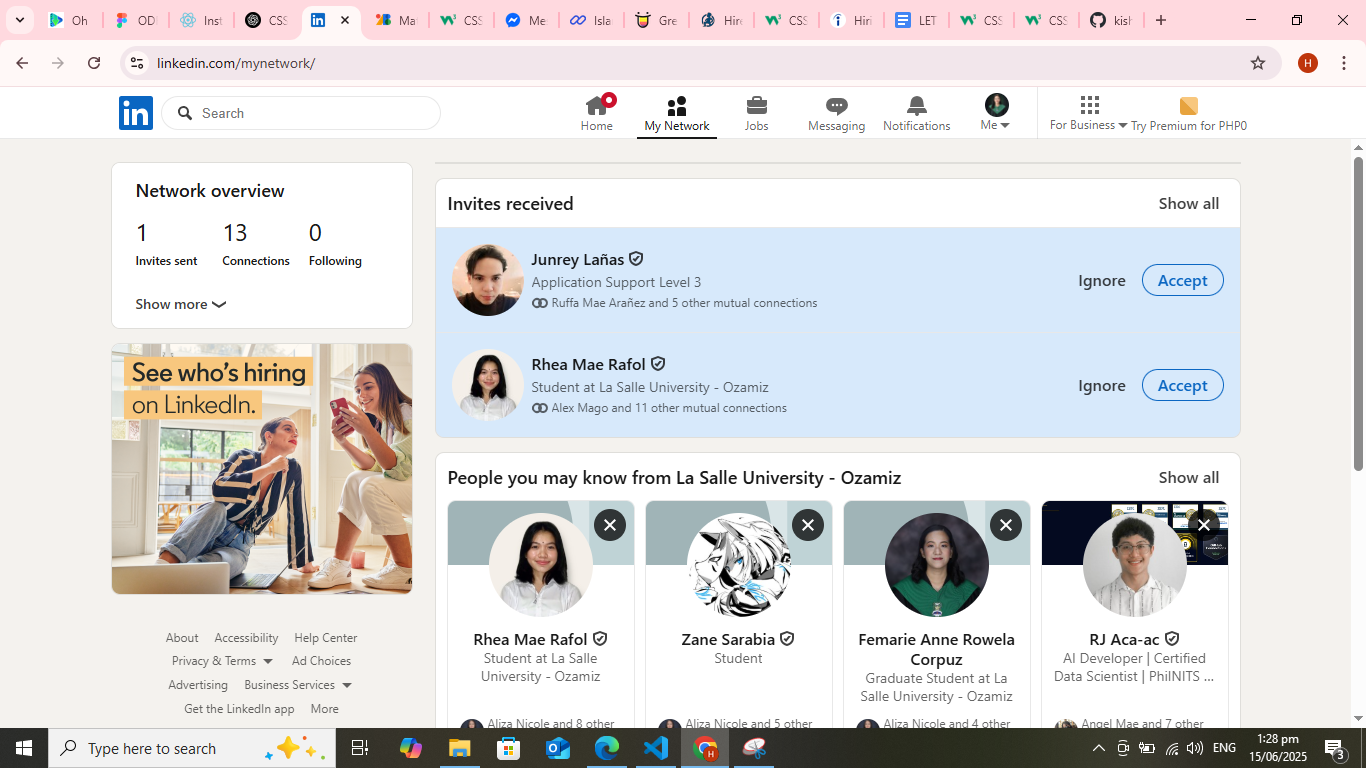 Oh
OD
Inst
CSS
Ma
CSS
Me
Isla
Gre
Hire
CSS
Hiri
LET
CSS
CSS
kish
linkedin.com/mynetwork/
H
in
Search
Home
My Network
Jobs
Messaging
Notifications
Me
For Business
Try Premium for PHP0
Network overview
1
Invites sent
13
Connections
0
Following
Show more
See who's hiring
on LinkedIn.
About Accessibility Help Center
Privacy & Terms Ad Choices
Advertising Business Services
Get the LinkedIn app More
Invites received
Show all
Junrey Lañas
Application Support Level 3
Ruffa Mae Arañez and 5 other mutual connections
Ignore Accept
Rhea Mae Rafol
Student at La Salle University - Ozamiz
Alex Mago and 11 other mutual connections
Ignore Accept
People you may know from La Salle University - Ozamiz
Show all
Rhea Mae Rafol
Student at La Salle
University - Ozamiz
Aliza Nicole and 8 other
Zane Sarabia
Student
Aliza Nicole and 5 other
Femarie Anne Rowela
Corpuz
Graduate Student at La
Salle University - Ozamiz
Aliza Nicole and 4 other
RJ Aca-ac
AI Developer | Certified
Data Scientist | PhilNITS ...
Angel Mae and 7 other
Type here to search
ENG
1:28 pm
15/06/2025
3